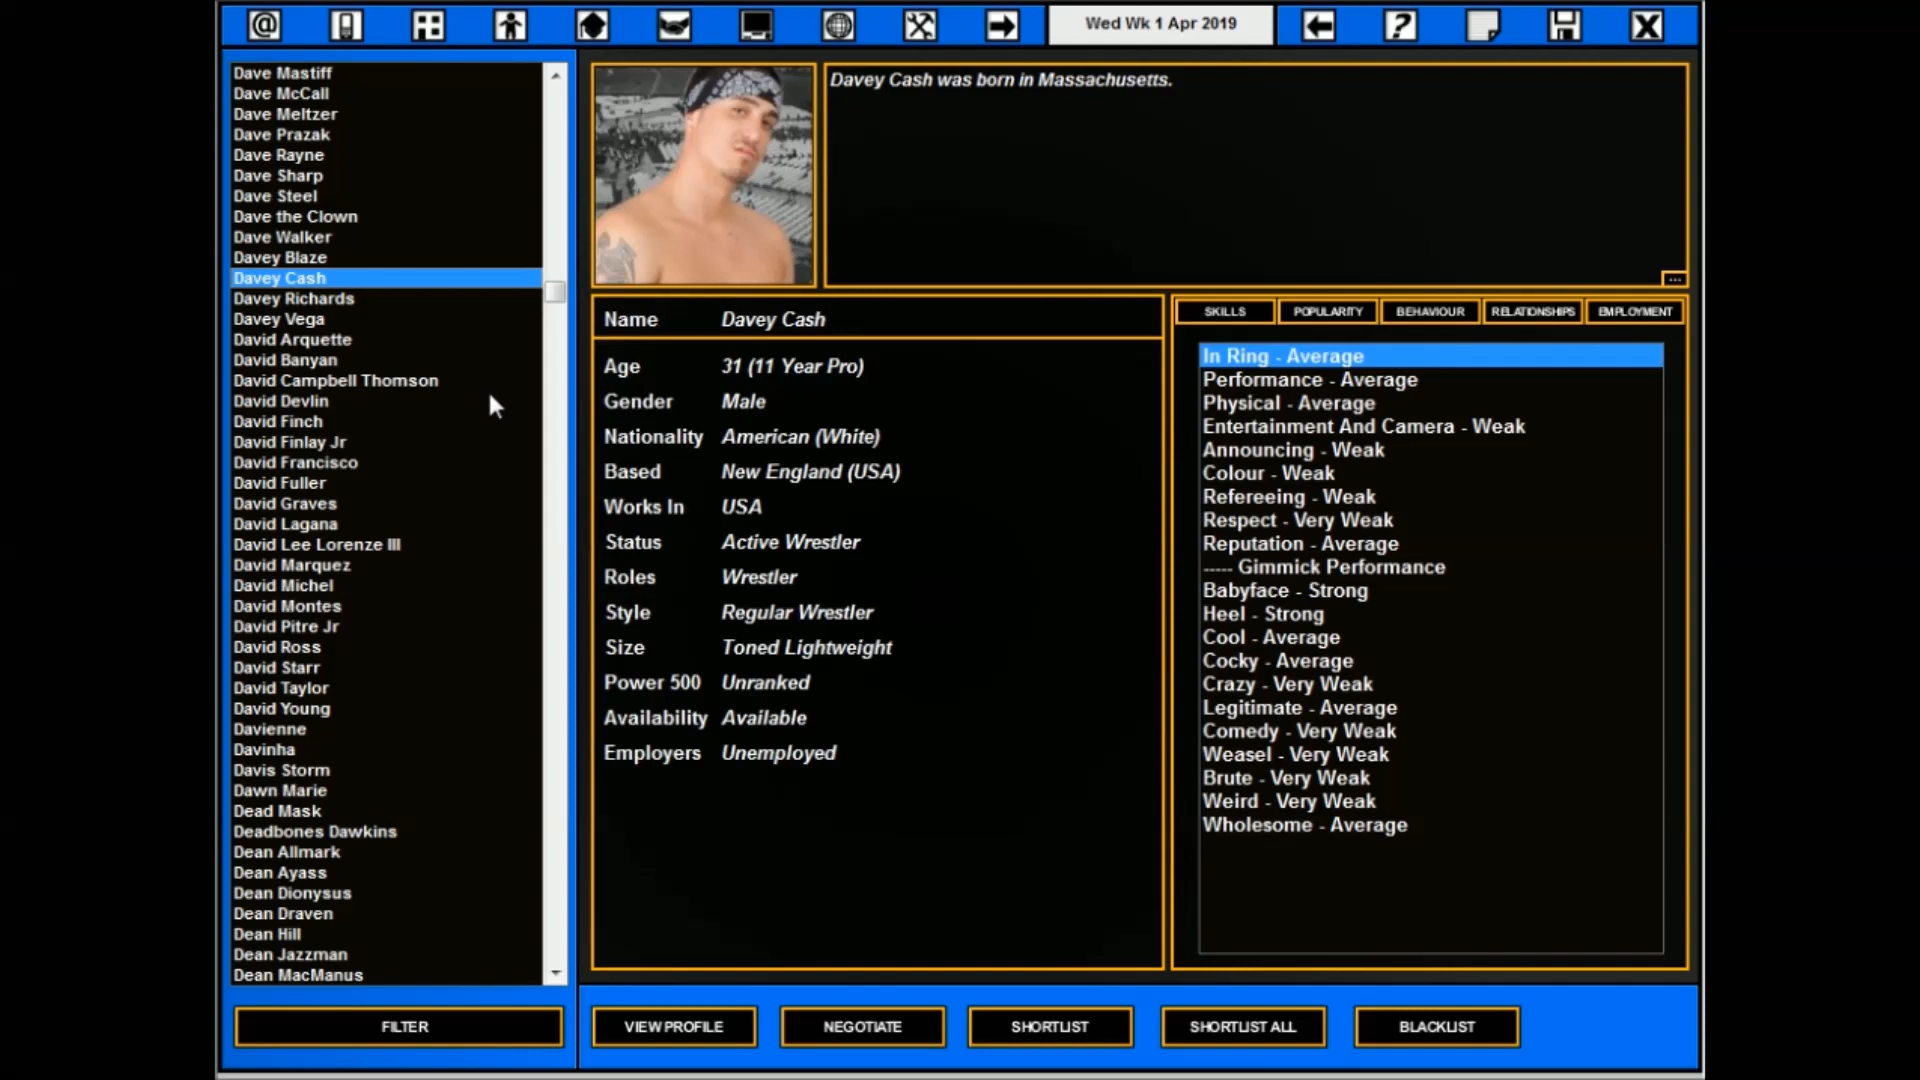 Wed Wk 1 Apr 2019
Dave Mastiff
Dave McCall
Dave Meltzer
Dave Prazak
Dave Rayne
Dave Sharp
Dave Steel
Dave the Clown
Dave Walker
Davey Blaze
Davey Cash
Davey Richards
Davey Vega
David Arquette
David Banyan
David Campbell Thomson
David Devlin
David Finch
David Finlay Jr
David Francisco
David Fuller
David Graves
David Lagana
David Lee Lorenze III
David Marquez
David Michel
David Montes
David Pitre Jr
David Ross
David Starr
David Taylor
David Young
Davienne
Davinha
Davis Storm
Dawn Marie
Dead Mask
Deadbones Dawkins
Dean Allmark
Dean Ayass
Dean Dionysus
Dean Draven
Dean Hill
Dean Jazzman
Dean MacManus
FILTER
Davey Cash was born in Massachusetts.
...
Name Davey Cash
Age 31 (11 Year Pro)
Gender Male
Nationality American (White)
Based New England (USA)
Works In USA
Status Active Wrestler
Roles Wrestler
Style Regular Wrestler
Size Toned Lightweight
Power 500 Unranked
Availability Available
Employers Unemployed
SKILLS POPULARITY BEHAVIOUR RELATIONSHIPS EMPLOYMENT
In Ring - Average
Performance - Average
Physical - Average
Entertainment And Camera - Weak
Announcing - Weak
Colour - Weak
Refereeing - Weak
Respect - Very Weak
Reputation - Average
----- Gimmick Performance
Babyface - Strong
Heel - Strong
Cool - Average
Cocky - Average
Crazy - Very Weak
Legitimate - Average
Comedy - Very Weak
Weasel - Very Weak
Brute - Very Weak
Weird - Very Weak
Wholesome - Average
VIEW PROFILE NEGOTIATE SHORTLIST SHORTLIST ALL BLACKLIST